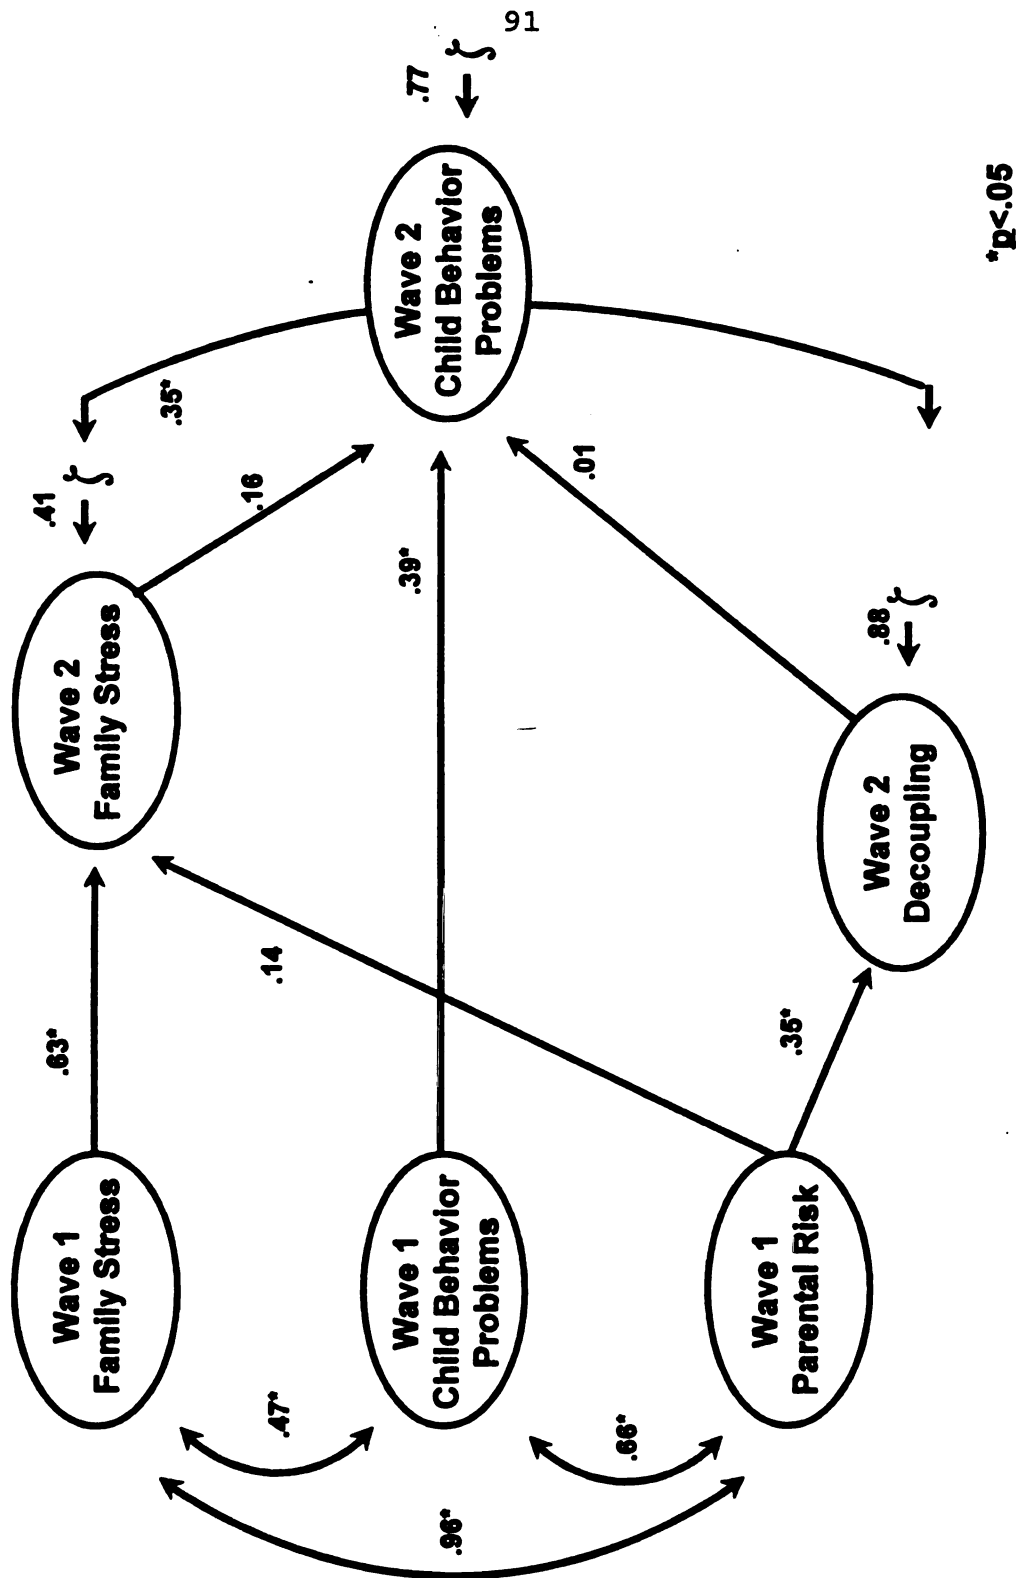 91
Wave 1
Family Stress
.63*
Wave 2
Family Stress
.41
ζ
.35*
.47*
.14
.16
.96*
Wave 1
Child Behavior
Problems
.39*
Wave 2
Child Behavior
Problems
.77
ζ
.66*
.01
Wave 1
Parental Risk
.35*
Wave 2
Decoupling
.88
ζ
*p<.05